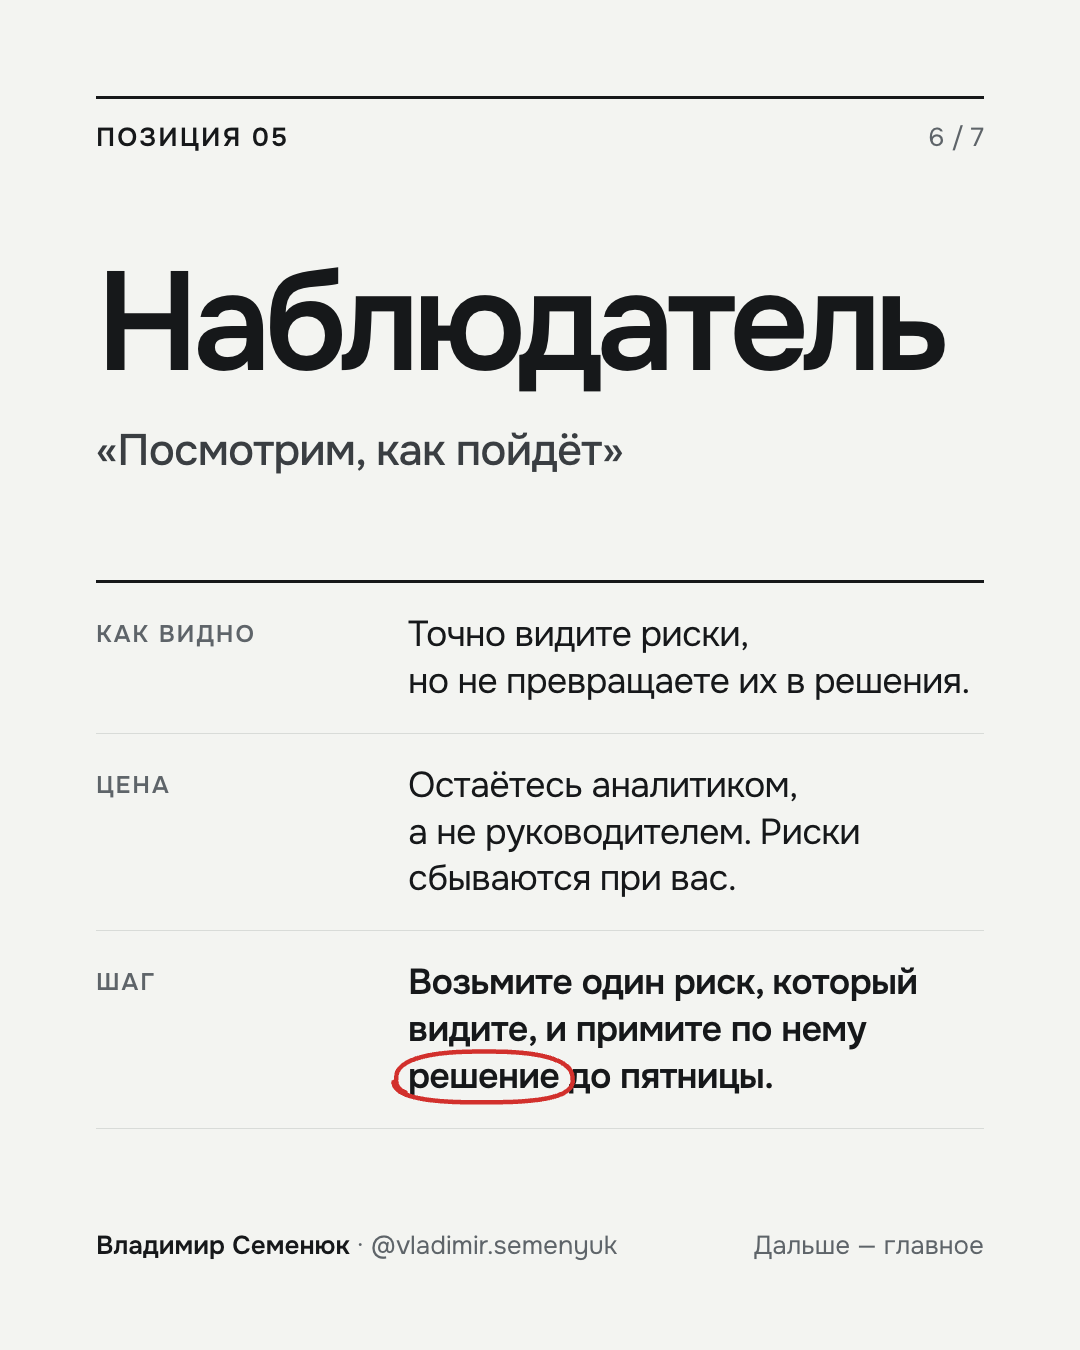 ПОЗИЦИЯ 05
6 / 7
Наблюдатель
«Посмотрим, как пойдёт»
КАК ВИДНО
Точно видите риски,
но не превращаете их в решения.
ЦЕНА
Остаётесь аналитиком,
а не руководителем. Риски
сбываются при вас.
ШАГ
Возьмите один риск, который
видите, и примите по нему
решение до пятницы.
Владимир Семенюк · @vladimir.semenyuk
Дальше — главное